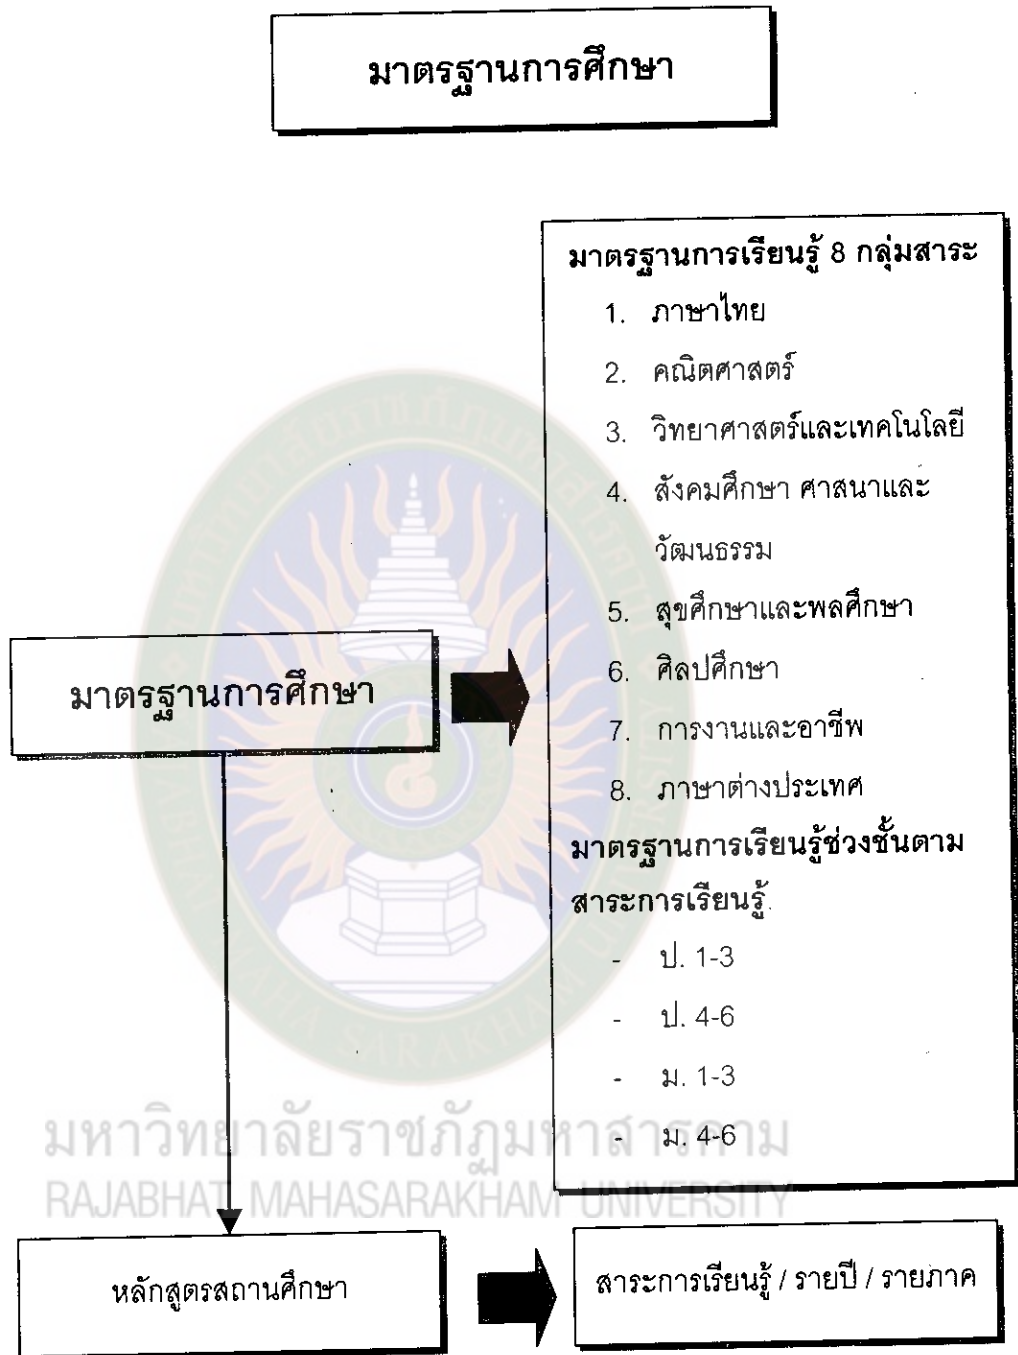 มาตรฐานการศึกษา
มาตรฐานการเรียนรู้ 8 กลุ่มสาระ
1. ภาษาไทย
2. คณิตศาสตร์
3. วิทยาศาสตร์และเทคโนโลยี
4. สังคมศึกษา ศาสนาและ
วัฒนธรรม
5. สุขศึกษาและพลศึกษา
6. ศิลปศึกษา
7. การงานและอาชีพ
8. ภาษาต่างประเทศ
มาตรฐานการเรียนรู้ช่วงชั้นตาม
สาระการเรียนรู้
- ป. 1-3
- ป. 4-6
- ม. 1-3
- ม. 4-6
มาตรฐานการศึกษา
หลักสูตรสถานศึกษา
สาระการเรียนรู้ / รายปี / รายภาค
มหาวิทยาลัยราชภัฏมหาสารคาม
RAJABHAT MAHASARAKHAM UNIVERSITY